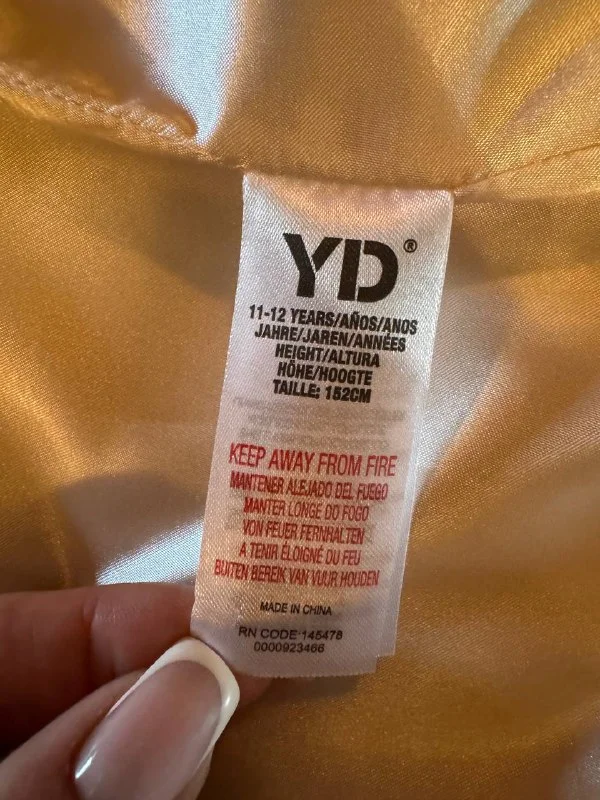 YD®
11-12 YEARS/AÑOS/ANOS
JAHRE/JAREN/ANNÉES
HEIGHT/ALTURA
HÖHE/HOOGTE
TAILLE: 152CM
KEEP AWAY FROM FIRE
MANTENER ALEJADO DEL FUEGO
MANTER LONGE DO FOGO
VON FEUER FERNHALTEN
A TENIR ÉLOIGNÉ DU FEU
BUITEN BEREIK VAN VUUR HOUDEN
MADE IN CHINA
RN CODE 145478
0000923466